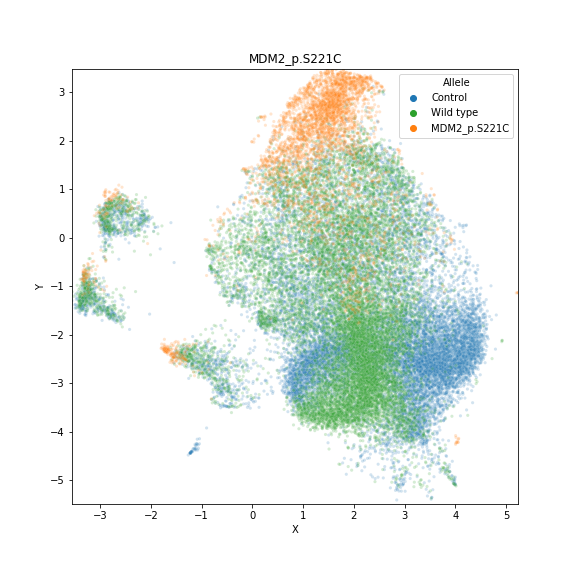 MDM2_p.S221C
Allele
Control
Wild type
MDM2_p.S221C
3
2
1
0
−1
−2
−3
−4
−5
Y
−3 −2 −1 0 1 2 3 4 5
X